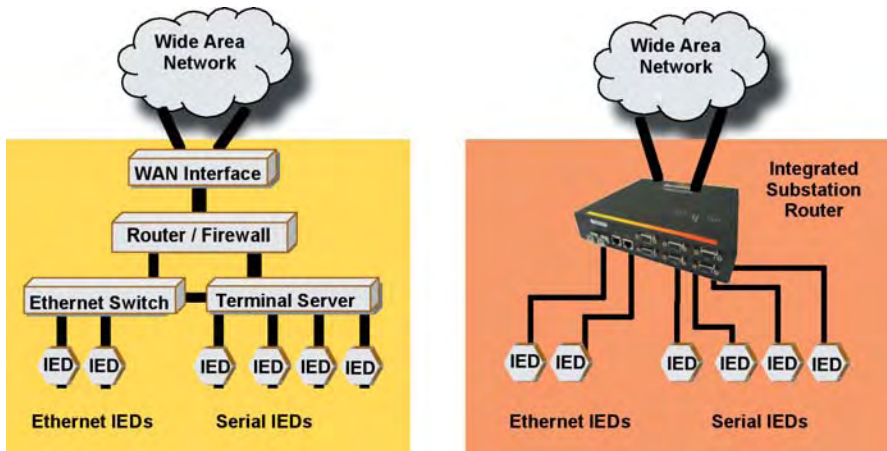 Wide Area
Network
WAN Interface
Router / Firewall
Ethernet Switch
Terminal Server
IED
IED
IED
IED
IED
IED
Ethernet IEDs
Serial IEDs
Wide Area
Network
Integrated
Substation
Router
IED
IED
IED
IED
IED
IED
Ethernet IEDs
Serial IEDs